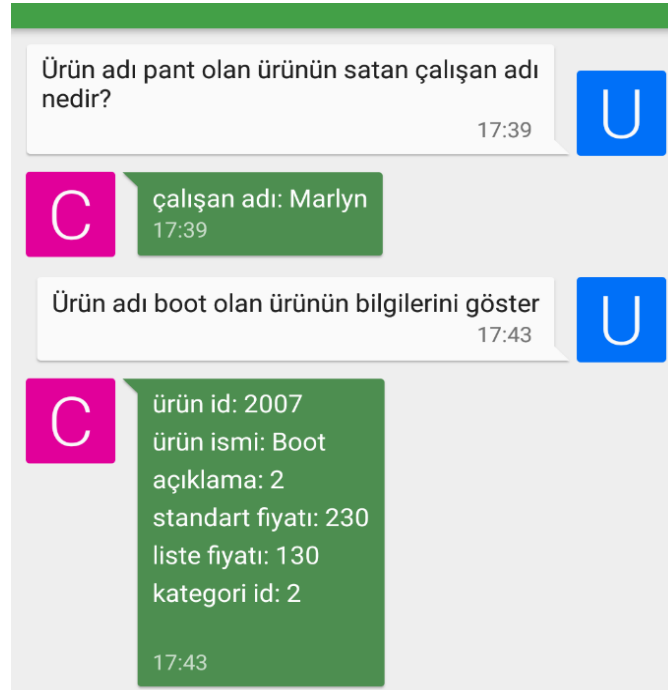 Ürün adı pant olan ürünün satan çalışan adı
nedir?
17:39
U
C
çalışan adı: Marlyn
17:39
Ürün adı boot olan ürünün bilgilerini göster
17:43
U
C
ürün id: 2007
ürün ismi: Boot
açıklama: 2
standart fiyatı: 230
liste fiyatı: 130
kategori id: 2
17:43